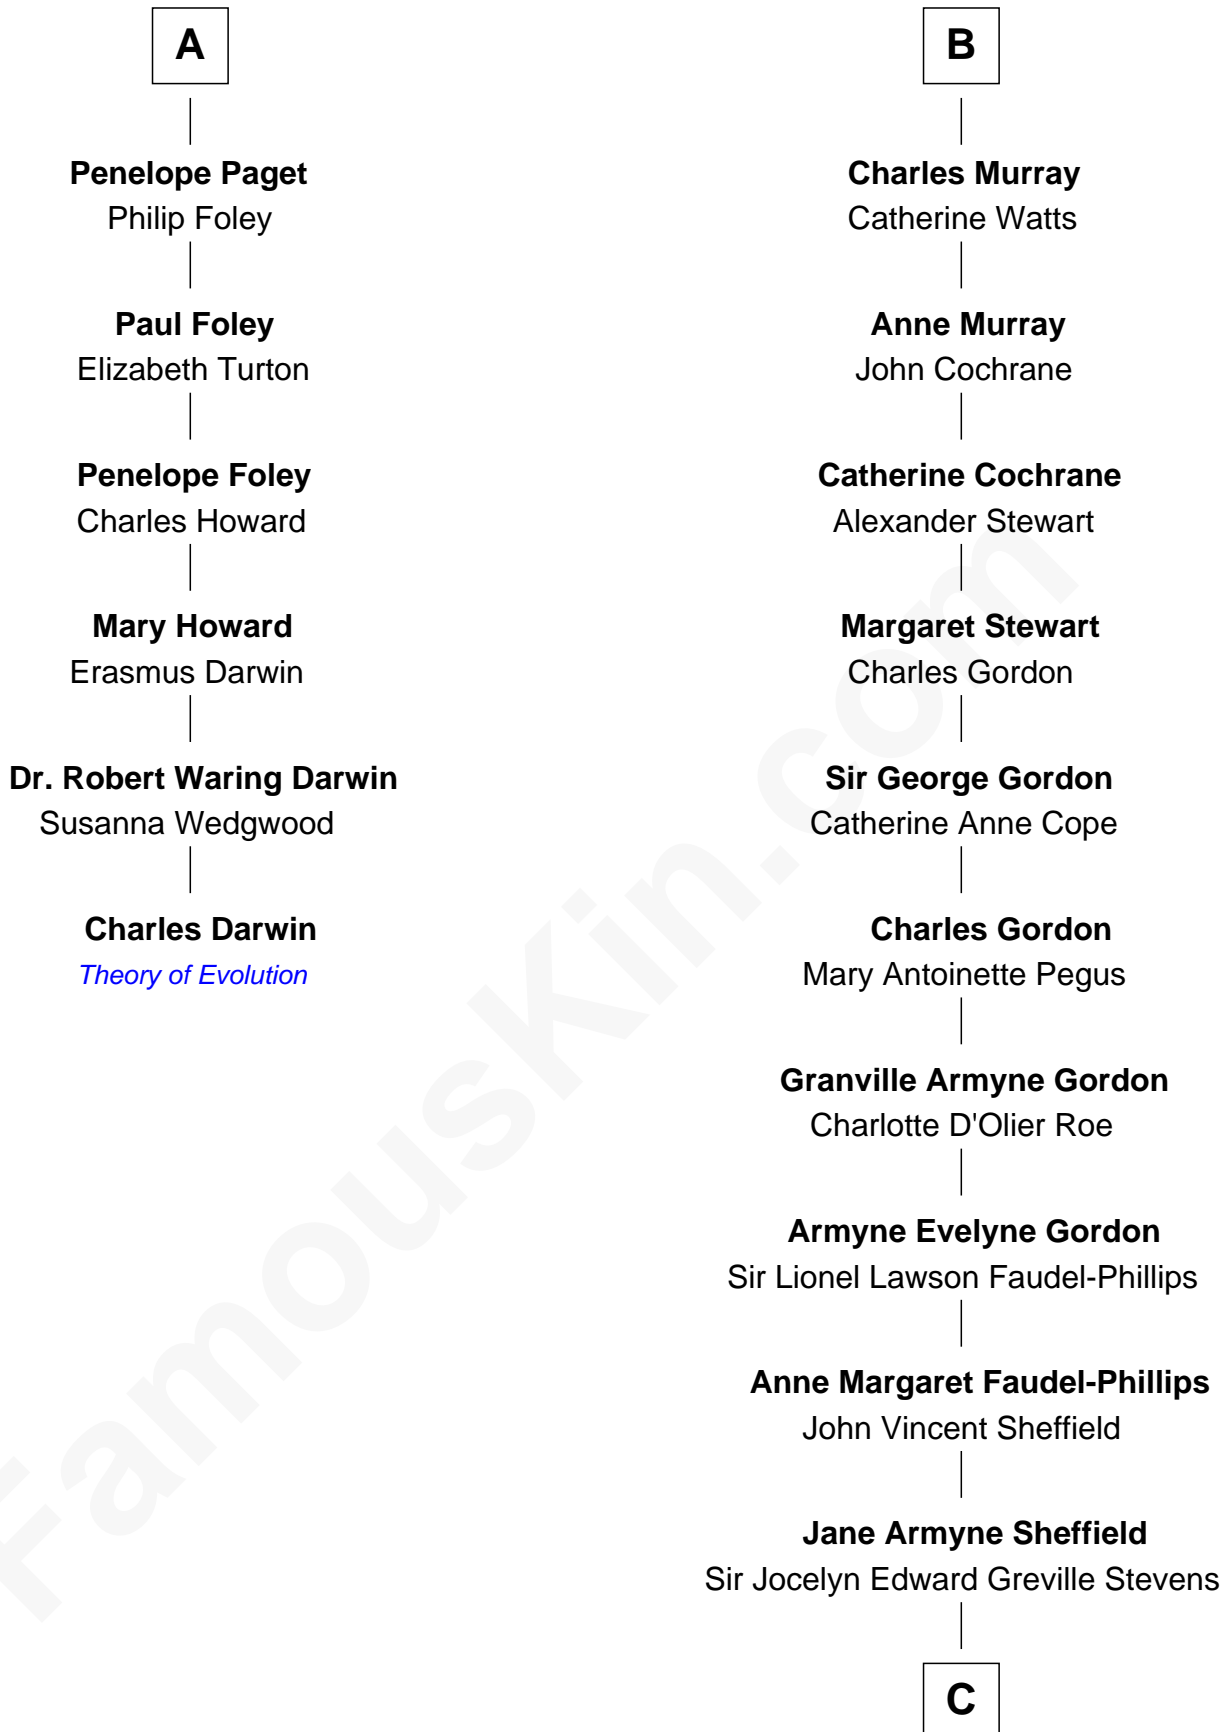 A
Penelope Paget
Philip Foley
Paul Foley
Elizabeth Turton
Penelope Foley
Charles Howard
Mary Howard
Erasmus Darwin
Dr. Robert Waring Darwin
Susanna Wedgwood
Charles Darwin
Theory of Evolution
B
Charles Murray
Catherine Watts
Anne Murray
John Cochrane
Catherine Cochrane
Alexander Stewart
Margaret Stewart
Charles Gordon
Sir George Gordon
Catherine Anne Cope
Charles Gordon
Mary Antoinette Pegus
Granville Armyne Gordon
Charlotte D'Olier Roe
Armyne Evelyne Gordon
Sir Lionel Lawson Faudel-Phillips
Anne Margaret Faudel-Phillips
John Vincent Sheffield
Jane Armyne Sheffield
Sir Jocelyn Edward Greville Stevens
C
FamousKin.com